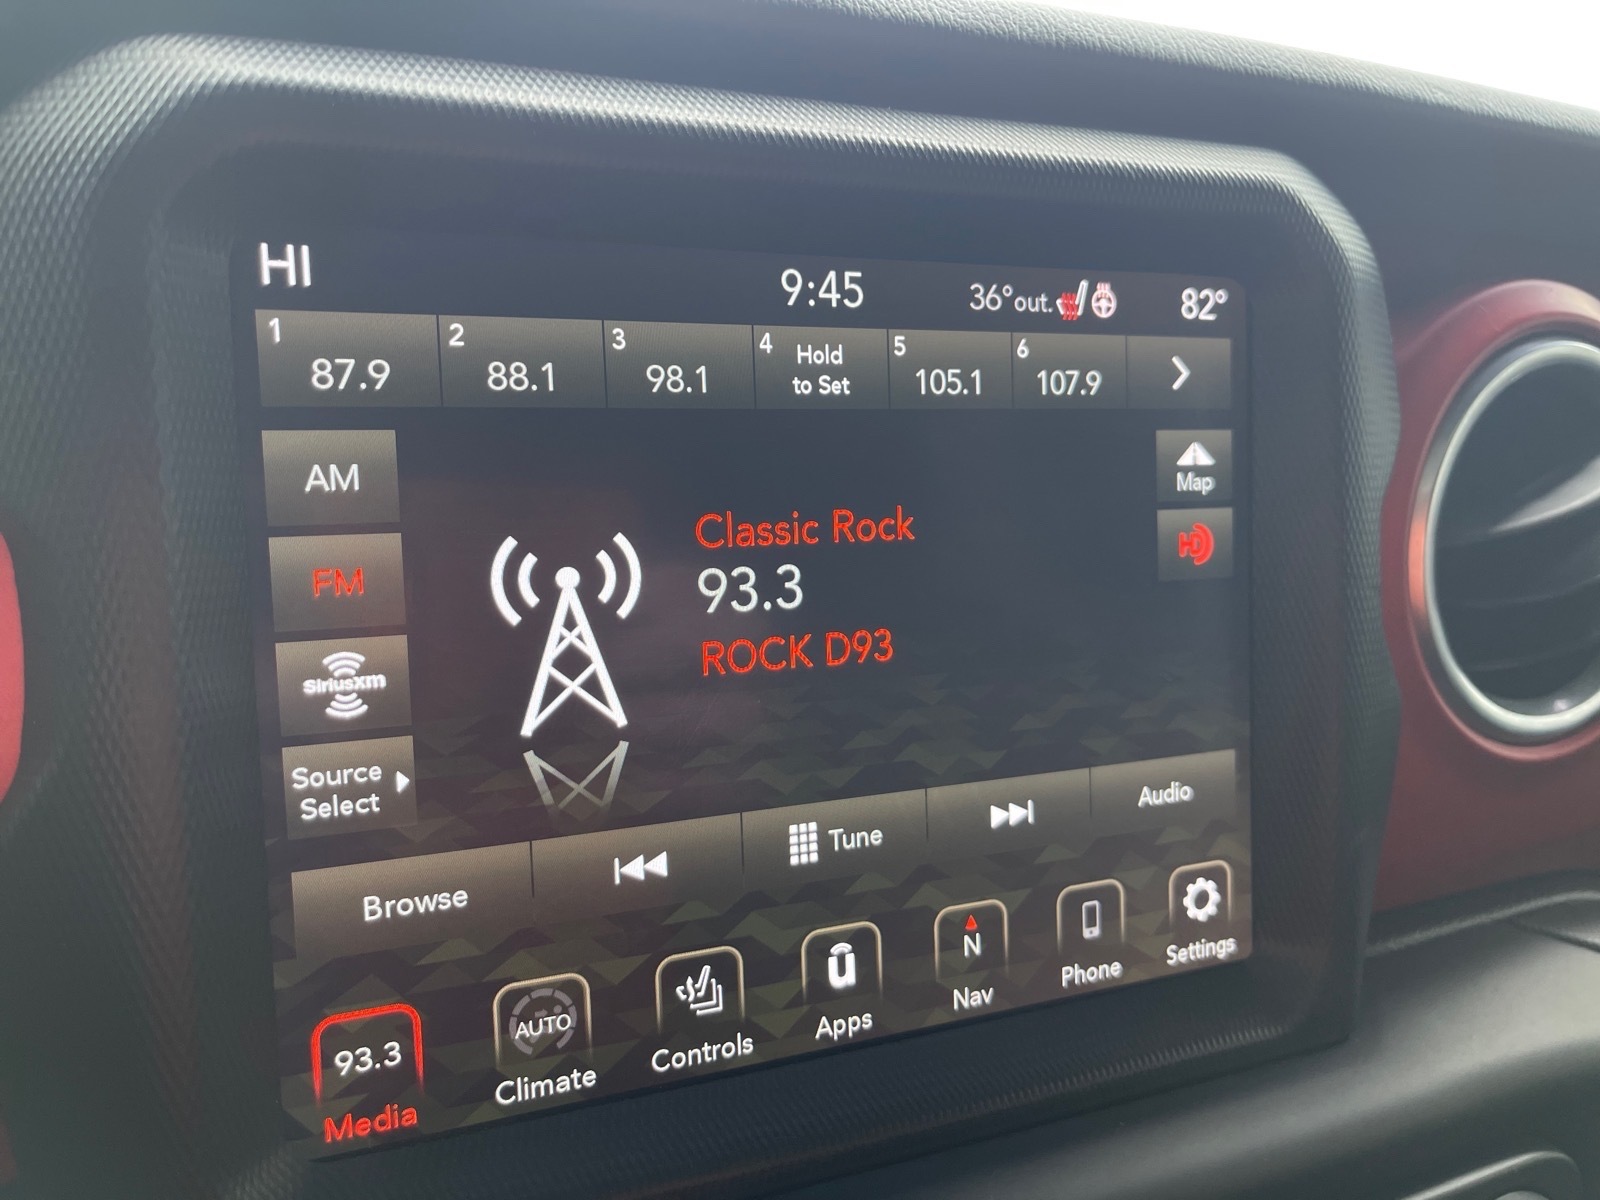 HI
9:45
36°out.
82°
1
87.9
2
88.1
3
98.1
4
Hold
to Set
5
105.1
6
107.9
AM
FM
SiriusXm
Source
Select
Classic Rock
93.3
ROCK D93
Map
HD
Browse
Tune
Audio
93.3
Media
AUTO
Climate
Controls
u
Apps
N
Nav
Phone
Settings